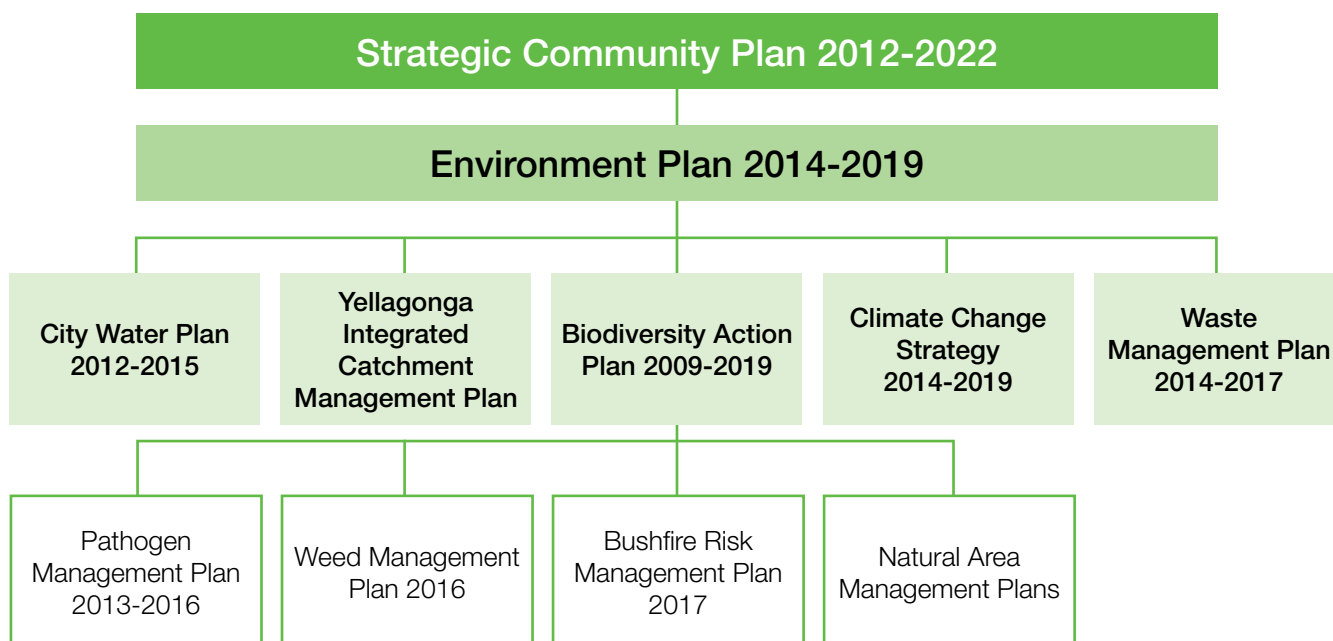 Strategic Community Plan 2012-2022
Environment Plan 2014-2019
City Water Plan
2012-2015
Yellagonga
Integrated
Catchment
Management Plan
Biodiversity Action
Plan 2009-2019
Climate Change
Strategy
2014-2019
Waste
Management Plan
2014-2017
Pathogen
Management Plan
2013-2016
Weed Management
Plan 2016
Bushfire Risk
Management Plan
2017
Natural Area
Management Plans